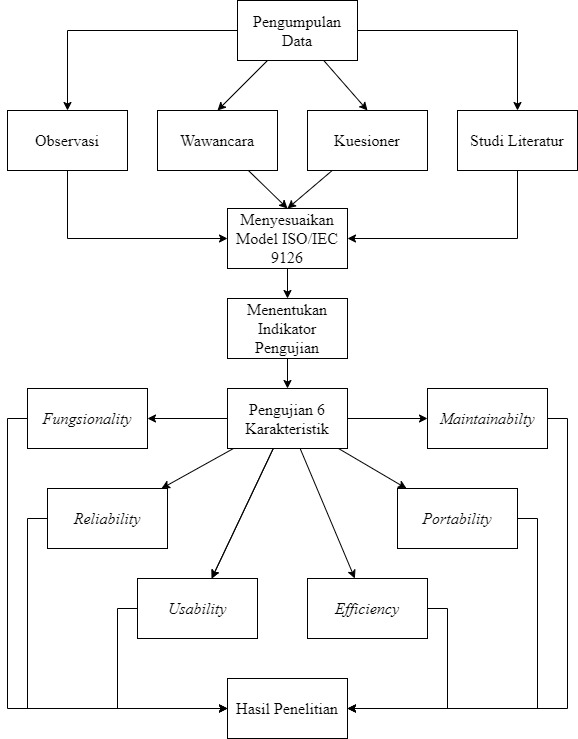 Pengumpulan
Data
Observasi
Wawancara
Kuesioner
Studi Literatur
Menyesuaikan
Model ISO/IEC
9126
Menentukan
Indikator
Pengujian
Fungsionality
Pengujian 6
Karakteristik
Maintainabilty
Reliability
Portability
Usability
Efficiency
Hasil Penelitian